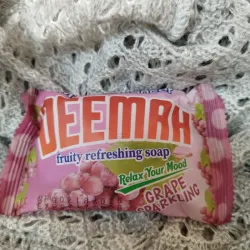 DEEMAH
fruity refreshing soap
Relax Your Mood
GRAPE
SPARKLING